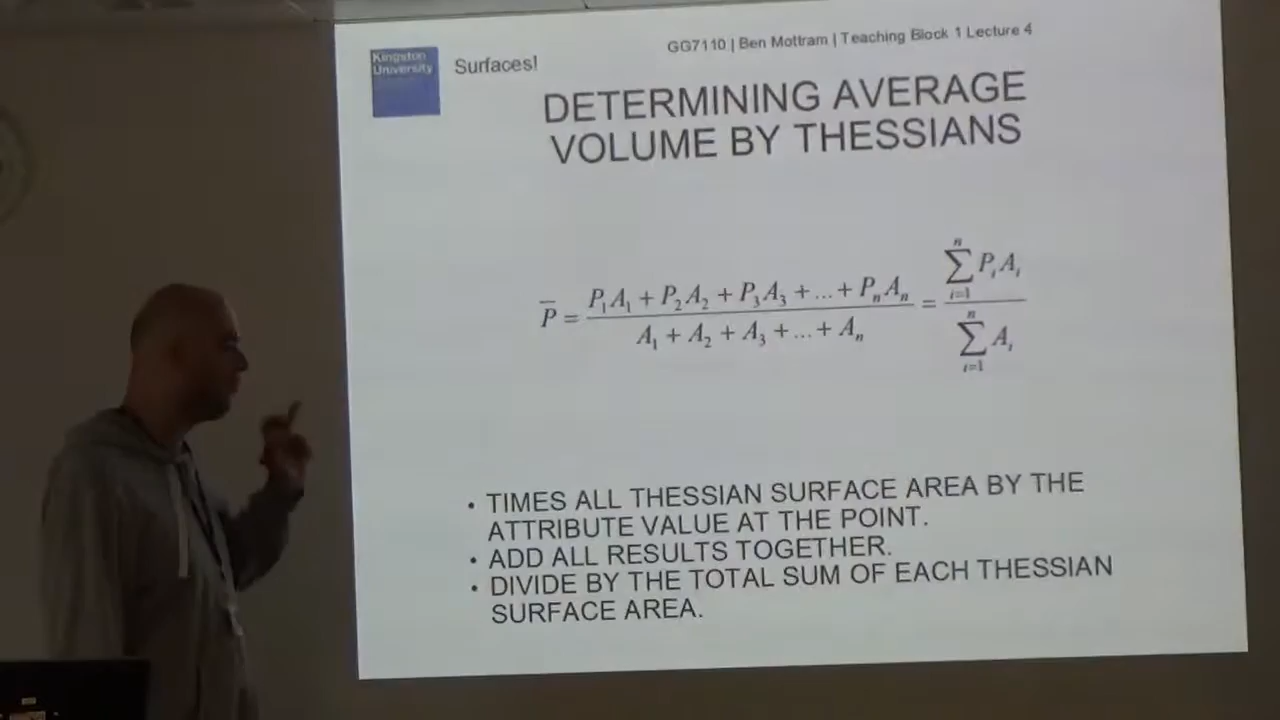 Kingston
University
Surfaces!
GG7110 | Ben Mottram | Teaching Block 1 Lecture 4
DETERMINING AVERAGE
VOLUME BY THESSIANS
P̅ = (P₁A₁ + P₂A₂ + P₃A₃ + ... + PₙAₙ) / (A₁ + A₂ + A₃ + ... + Aₙ) = (∑ⁿᵢ₌₁ PᵢAᵢ) / (∑ⁿᵢ₌₁ Aᵢ)
• TIMES ALL THESSIAN SURFACE AREA BY THE
ATTRIBUTE VALUE AT THE POINT.
• ADD ALL RESULTS TOGETHER.
• DIVIDE BY THE TOTAL SUM OF EACH THESSIAN
SURFACE AREA.